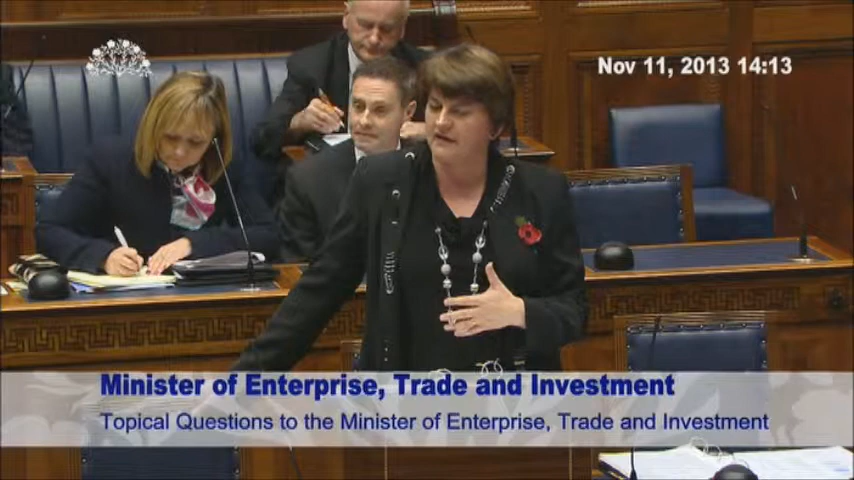 Nov 11, 2013 14:13
Minister of Enterprise, Trade and Investment
Topical Questions to the Minister of Enterprise, Trade and Investment